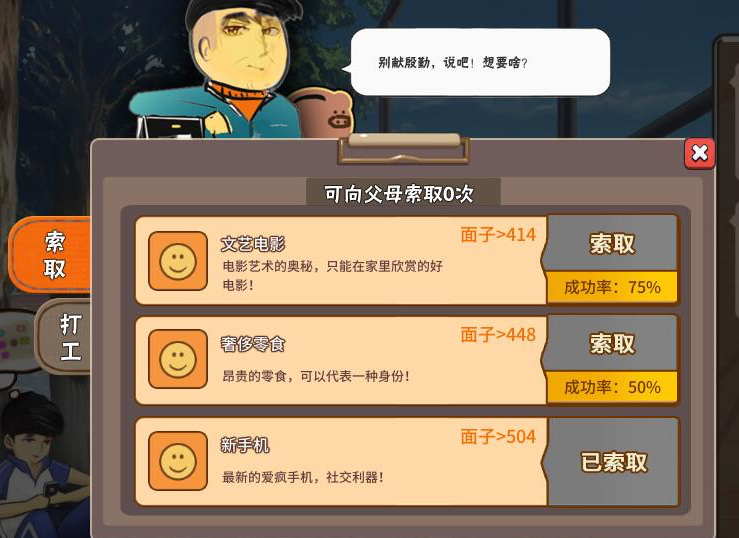 别献殷勤，说吧！想要啥？
可向父母索取0次
索取
打工
文艺电影
面子>414
电影艺术的奥秘，只能在家里欣赏的好
电影！
索取
成功率：75%
奢侈零食
面子>448
昂贵的零食，可以代表一种身份！
索取
成功率：50%
新手机
面子>504
最新的爱疯手机，社交利器！
已索取